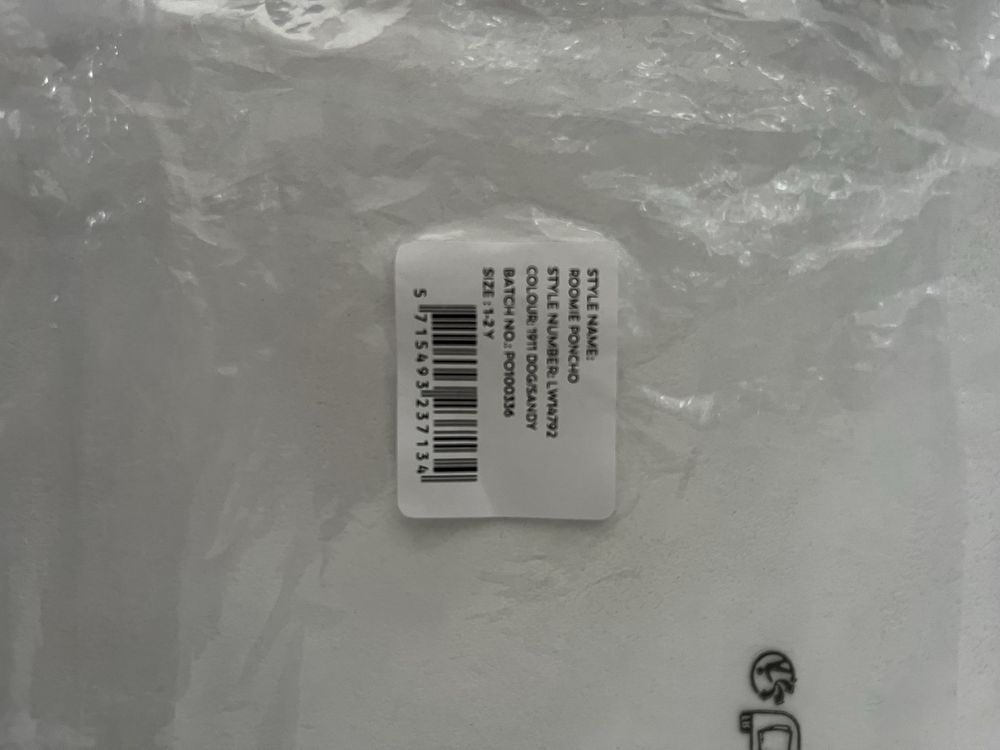 STYLE NAME:
ROOMIE PONCHO
STYLE NUMBER: LW14792
COLOUR: 1911 DOG/SANDY
BATCH NO.: PO100336
SIZE : 1-2 Y
5 715493 237134